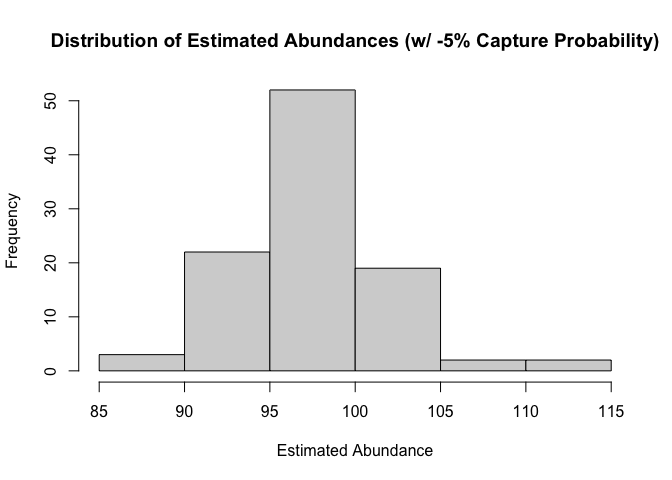 Distribution of Estimated Abundances (w/ -5% Capture Probability)
50
40
30
20
10
0
Frequency
85 90 95 100 105 110 115
Estimated Abundance